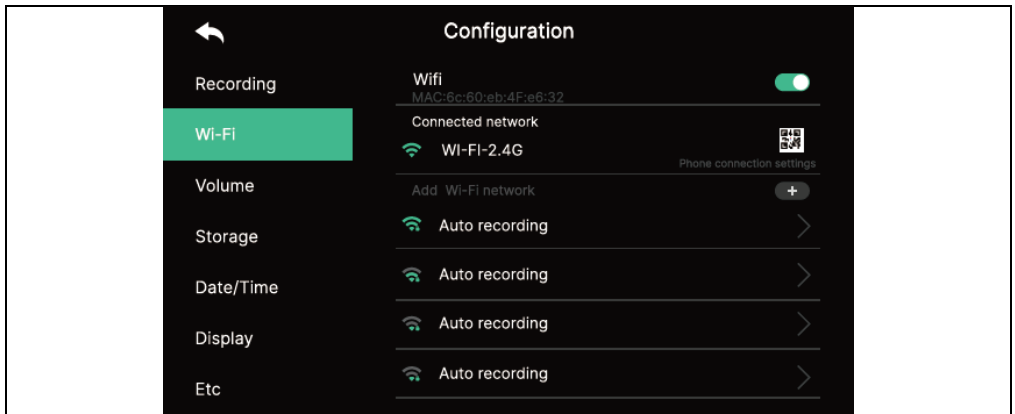 Configuration
Recording
Wi-Fi
Volume
Storage
Date/Time
Display
Etc
Wifi
MAC:6c:60:eb:4F:e6:32
Connected network
WI-FI-2.4G
Phone connection settings
Add Wi-Fi network
Auto recording
Auto recording
Auto recording
Auto recording